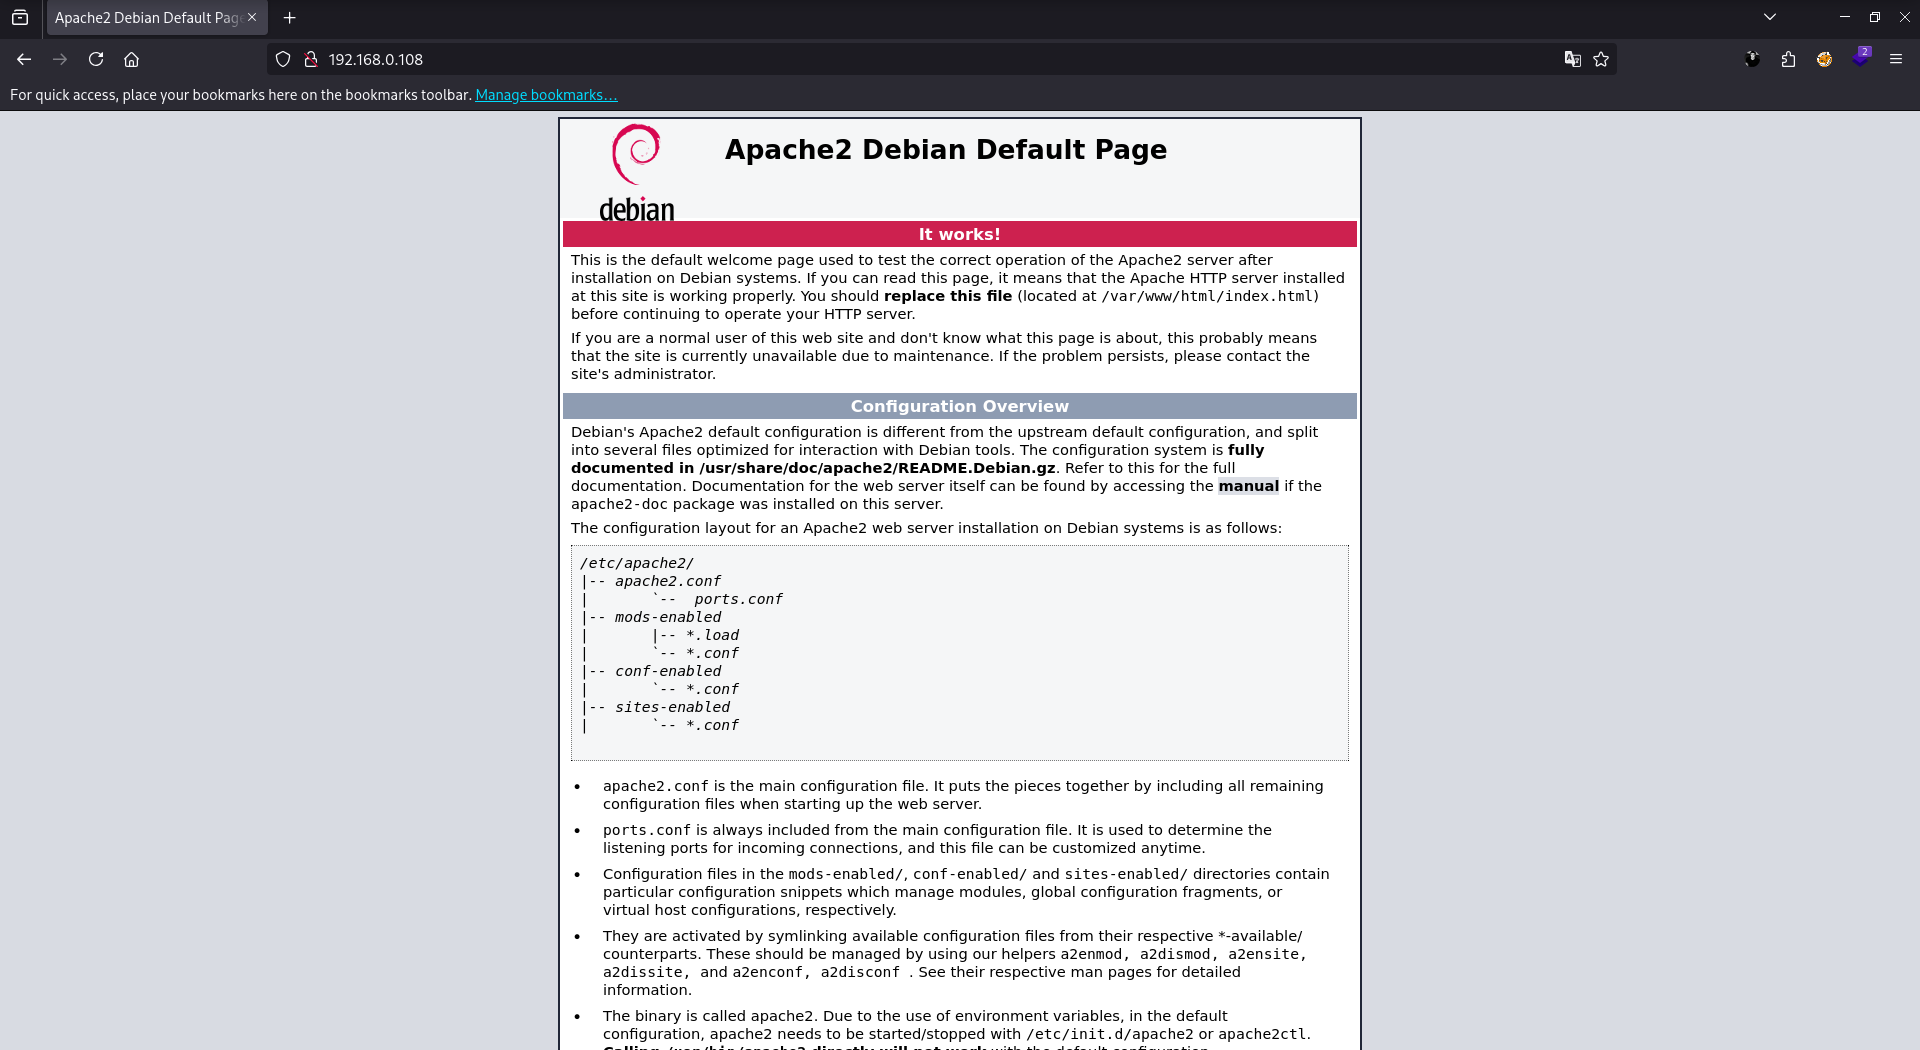 Apache2 Debian Default Pag
192.168.0.108
2
For quick access, place your bookmarks here on the bookmarks toolbar. Manage bookmarks…
debian
Apache2 Debian Default Page
It works!
This is the default welcome page used to test the correct operation of the Apache2 server after
installation on Debian systems. If you can read this page, it means that the Apache HTTP server installed
at this site is working properly. You should replace this file (located at /var/www/html/index.html)
before continuing to operate your HTTP server.
If you are a normal user of this web site and don't know what this page is about, this probably means
that the site is currently unavailable due to maintenance. If the problem persists, please contact the
site's administrator.
Configuration Overview
Debian's Apache2 default configuration is different from the upstream default configuration, and split
into several files optimized for interaction with Debian tools. The configuration system is fully
documented in /usr/share/doc/apache2/README.Debian.gz. Refer to this for the full
documentation. Documentation for the web server itself can be found by accessing the manual if the
apache2-doc package was installed on this server.
The configuration layout for an Apache2 web server installation on Debian systems is as follows:
/etc/apache2/
|-- apache2.conf
|       `--  ports.conf
|-- mods-enabled
|       |-- *.load
|       `-- *.conf
|-- conf-enabled
|       `-- *.conf
|-- sites-enabled
|       `-- *.conf
• apache2.conf is the main configuration file. It puts the pieces together by including all remaining
configuration files when starting up the web server.
• ports.conf is always included from the main configuration file. It is used to determine the
listening ports for incoming connections, and this file can be customized anytime.
• Configuration files in the mods-enabled/, conf-enabled/ and sites-enabled/ directories contain
particular configuration snippets which manage modules, global configuration fragments, or
virtual host configurations, respectively.
• They are activated by symlinking available configuration files from their respective *-available/
counterparts. These should be managed by using our helpers a2enmod, a2dismod, a2ensite,
a2dissite, and a2enconf, a2disconf . See their respective man pages for detailed
information.
• The binary is called apache2. Due to the use of environment variables, in the default
configuration, apache2 needs to be started/stopped with /etc/init.d/apache2 or apache2ctl.
Calling /usr/bin/apache2 directly will not work with the default configuration.